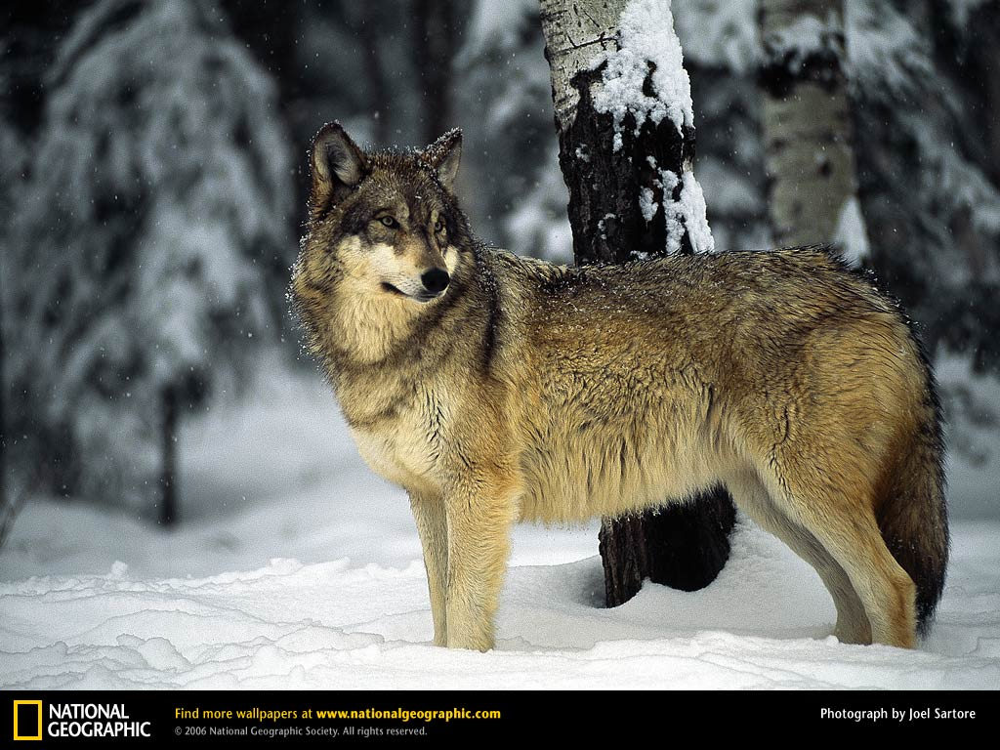 NATIONAL
GEOGRAPHIC
Find more wallpapers at www.nationalgeographic.com
© 2006 National Geographic Society. All rights reserved.
Photograph by Joel Sartore